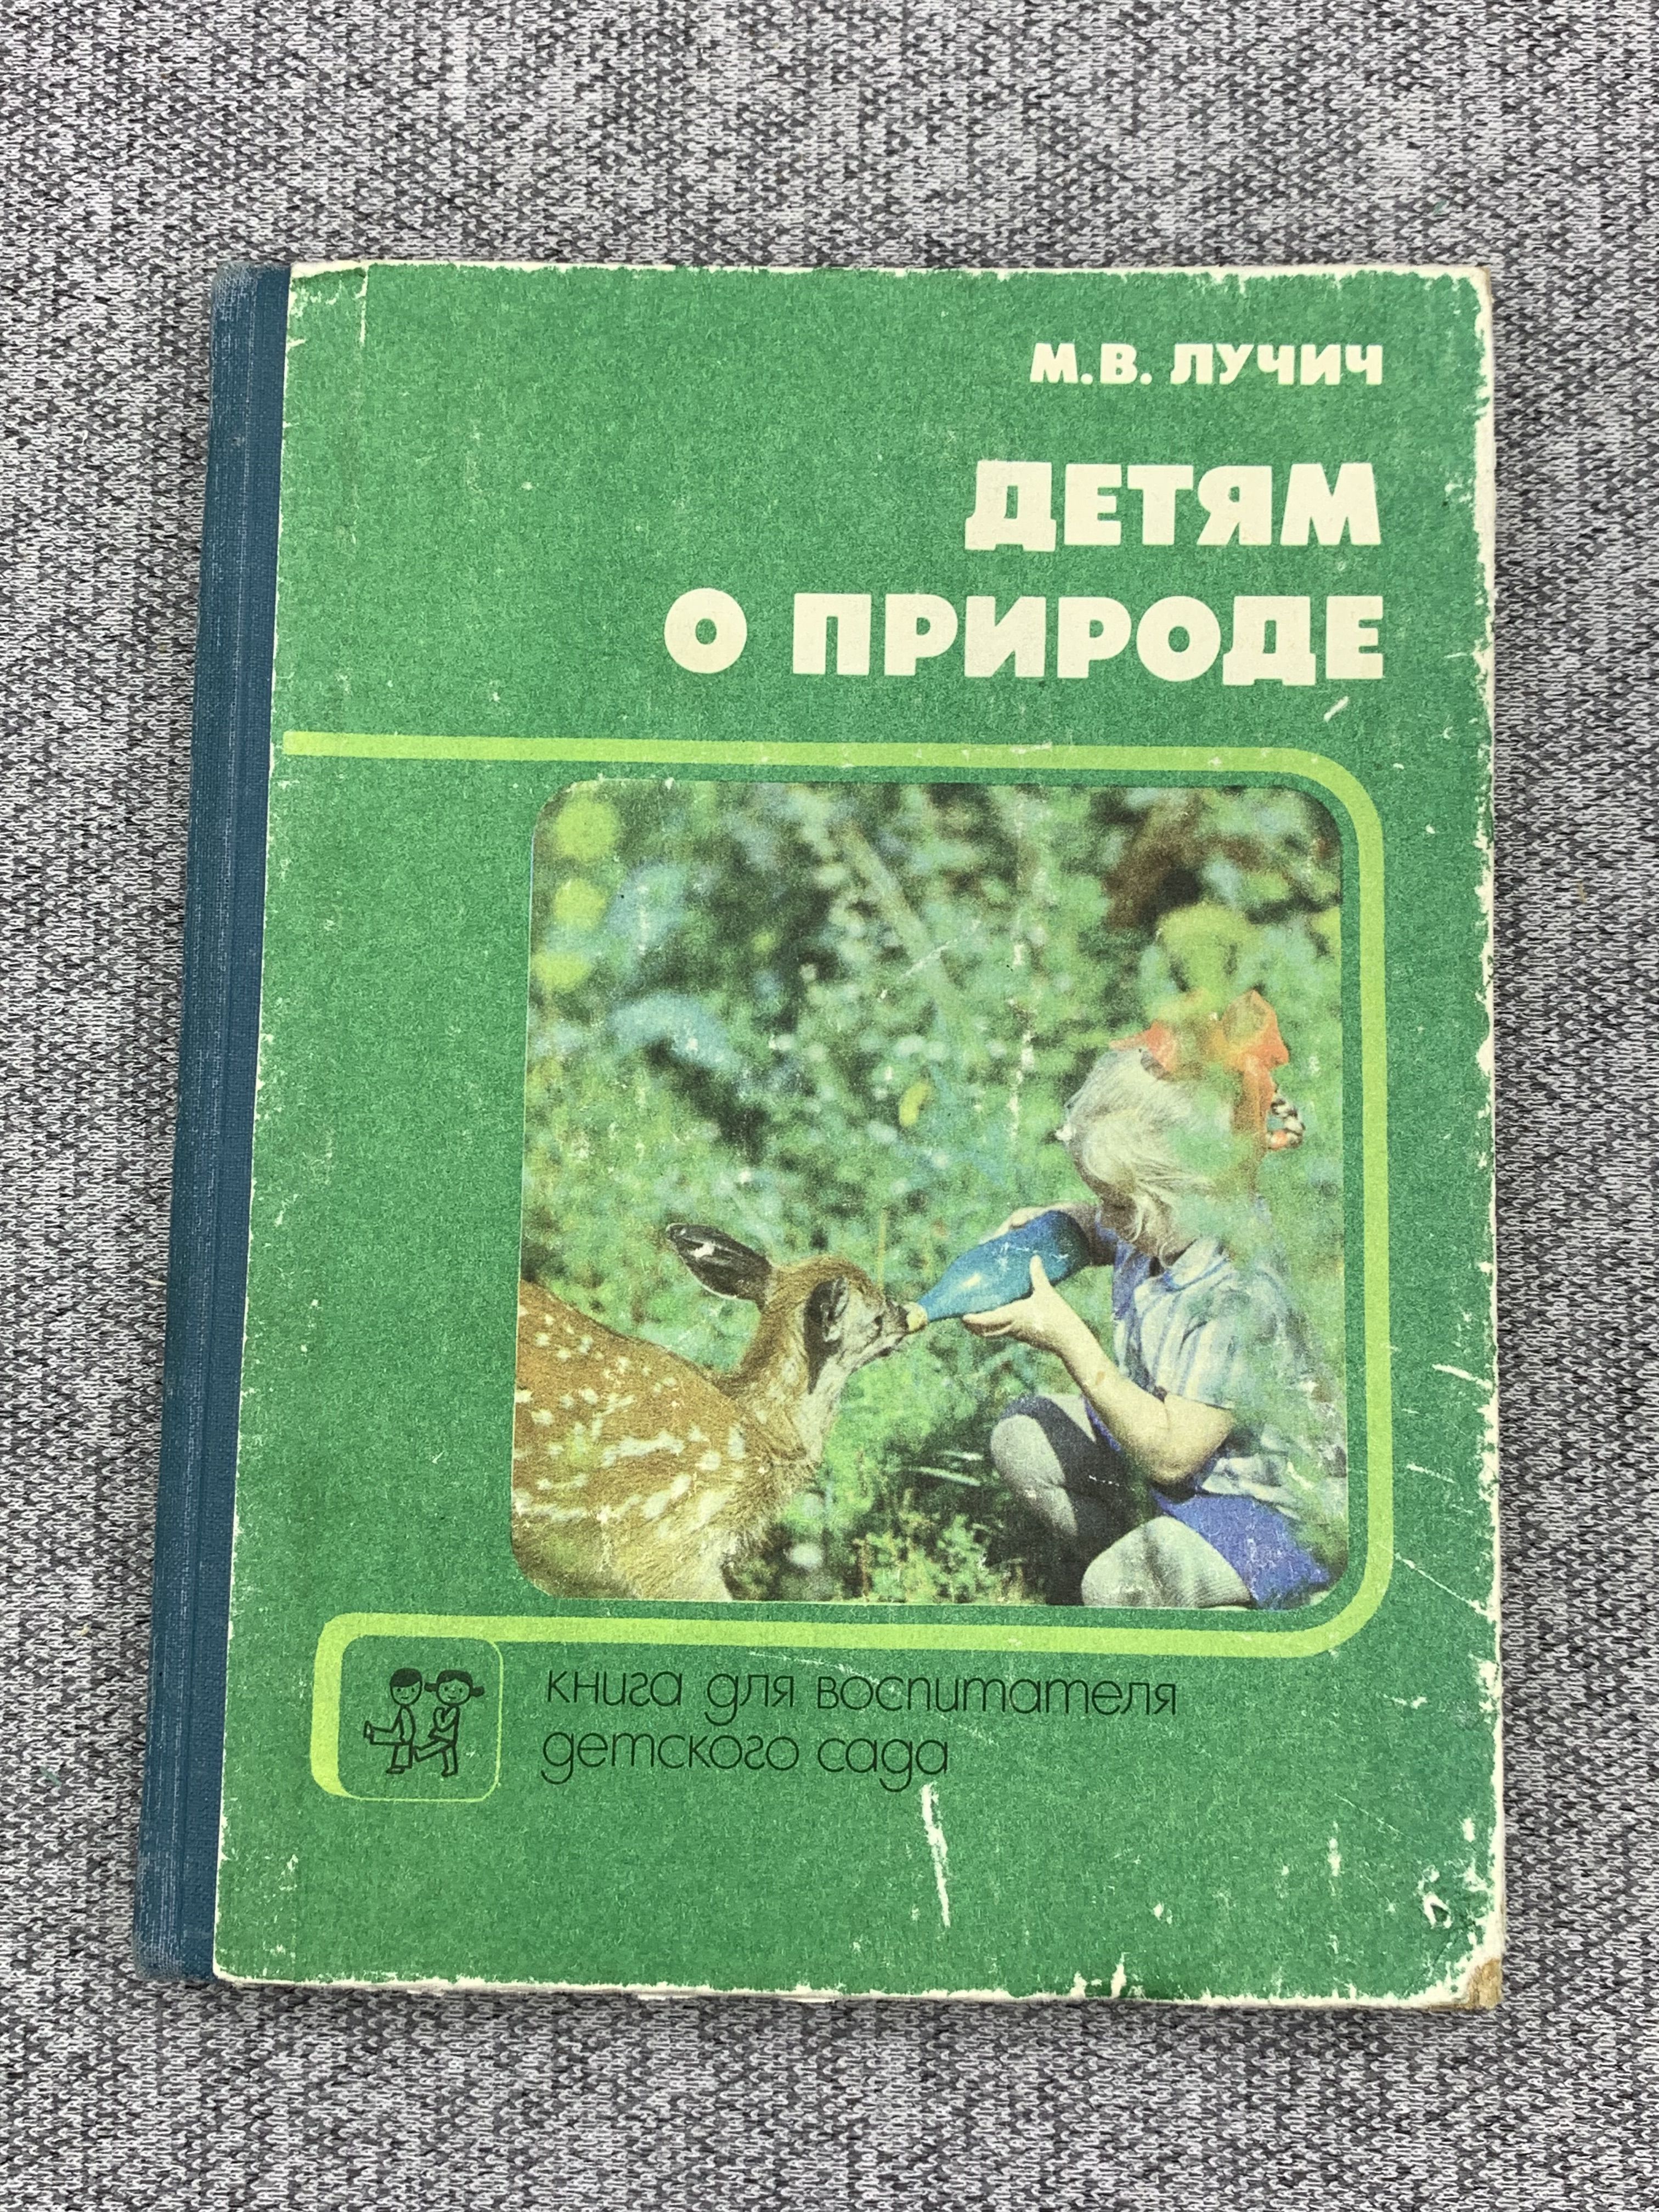 М.В. ЛУЧИЧ
ДЕТЯМ
О ПРИРОДЕ
книга для воспитателя
детского сада